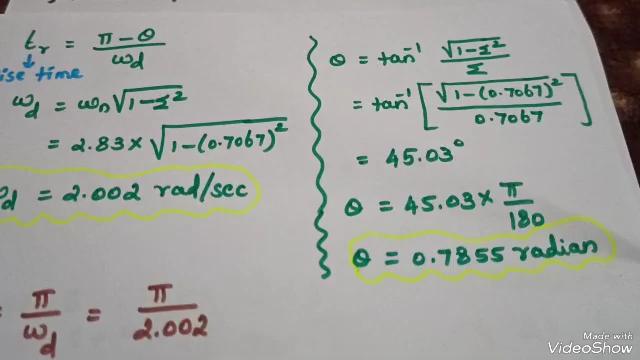 tr = π − θ / ωd
ise time
ωd = ωn √1−Σ²
= 2.83 × √1−(0.7067)²
d = 2.002 rad/sec
= π / ωd = π / 2.002
θ = tan⁻¹ √1−Σ² / Σ
= tan⁻¹ [ √1−(0.7067)² / 0.7067 ]
= 45.03°
θ = 45.03 × π / 180
θ = 0.7855 radian
Made with
VideoShow